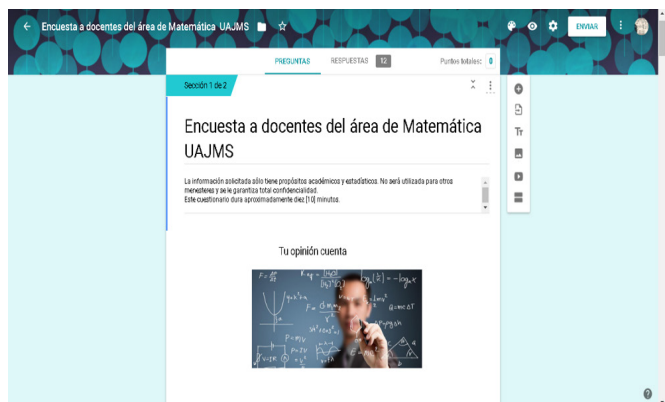 Encuesta a docentes del área de Matemática UAJMS
ENVIAR
PREGUNTAS RESPUESTAS 12 Puntos totales: 0
Sección 1 de 2
Encuesta a docentes del área de Matemática
UAJMS
La información solicitada sólo tiene propósitos académicos y estadísticos. No será utilizada para otros
menesteres y se le garantiza total confidencialidad.
Este cuestionario dura aproximadamente diez [10] minutos.
Tu opinión cuenta